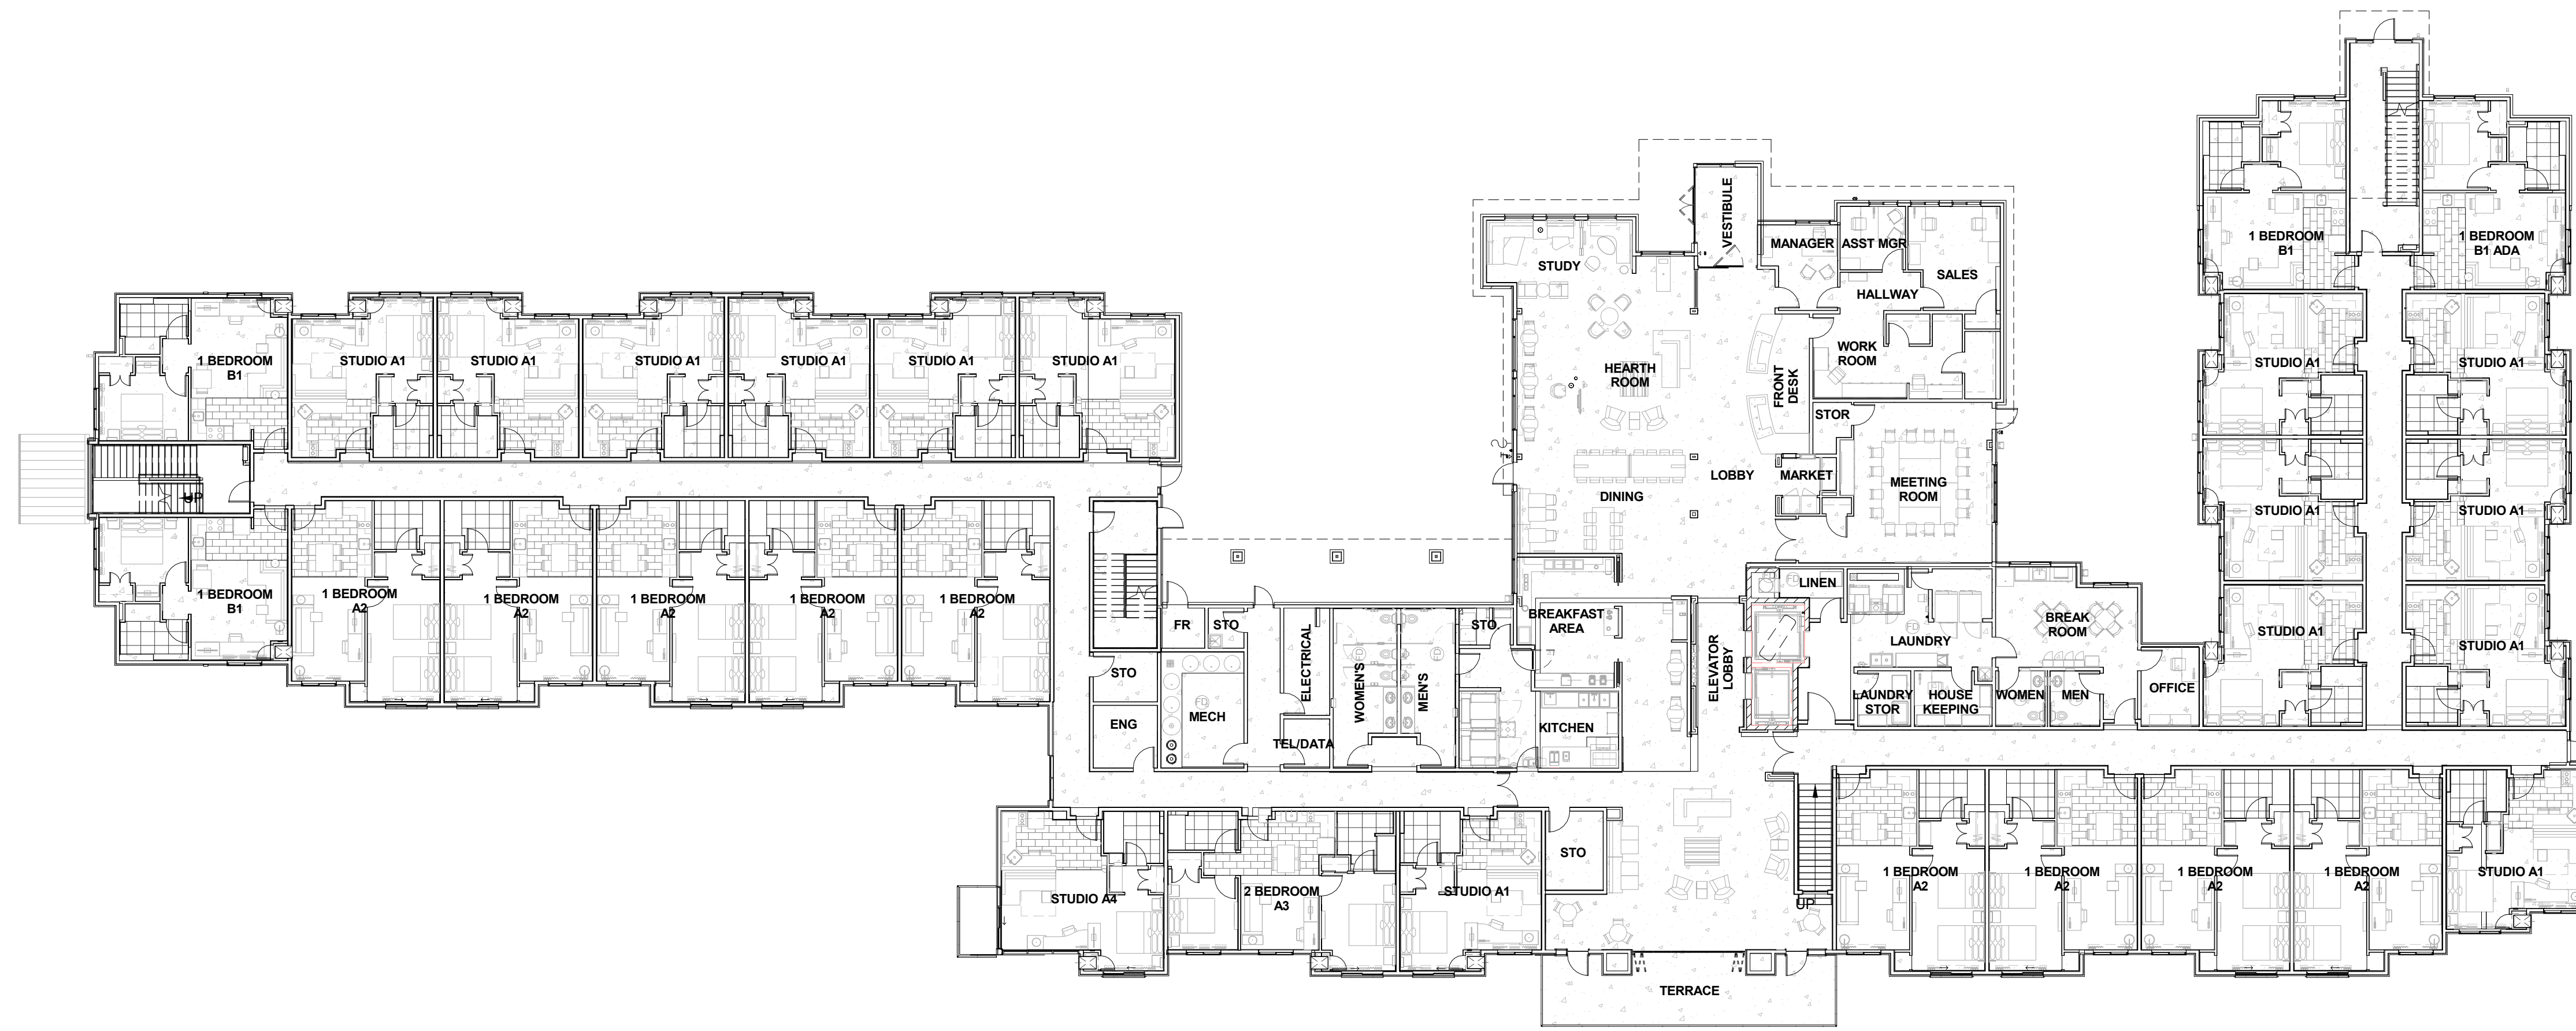 VESTIBULE
MANAGER
ASST MGR
SALES
STUDY
HALLWAY
1 BEDROOM
B1
1 BEDROOM
B1 ADA
1 BEDROOM
B1
STUDIO A1
STUDIO A1
STUDIO A1
STUDIO A1
STUDIO A1
STUDIO A1
HEARTH
ROOM
FRONT
DESK
WORK
ROOM
STOR
STUDIO A1
STUDIO A1
UP
DINING
LOBBY
MARKET
MEETING
ROOM
STUDIO A1
STUDIO A1
1 BEDROOM
B1
1 BEDROOM
A2
1 BEDROOM
A2
1 BEDROOM
A2
1 BEDROOM
A2
1 BEDROOM
A2
FR
STO
ELECTRICAL
WOMEN'S
MEN'S
STO
BREAKFAST
AREA
ELEVATOR
LOBBY
LINEN
FD
FD
LAUNDRY
BREAK
ROOM
STUDIO A1
STUDIO A1
STO
ENG
MECH
FD
TEL/DATA
KITCHEN
LAUNDRY
STOR
HOUSE
KEEPING
WOMEN
MEN
OFFICE
STUDIO A4
2 BEDROOM
A3
STUDIO A1
STO
UP
1 BEDROOM
A2
1 BEDROOM
A2
1 BEDROOM
A2
1 BEDROOM
A2
STUDIO A1
TERRACE